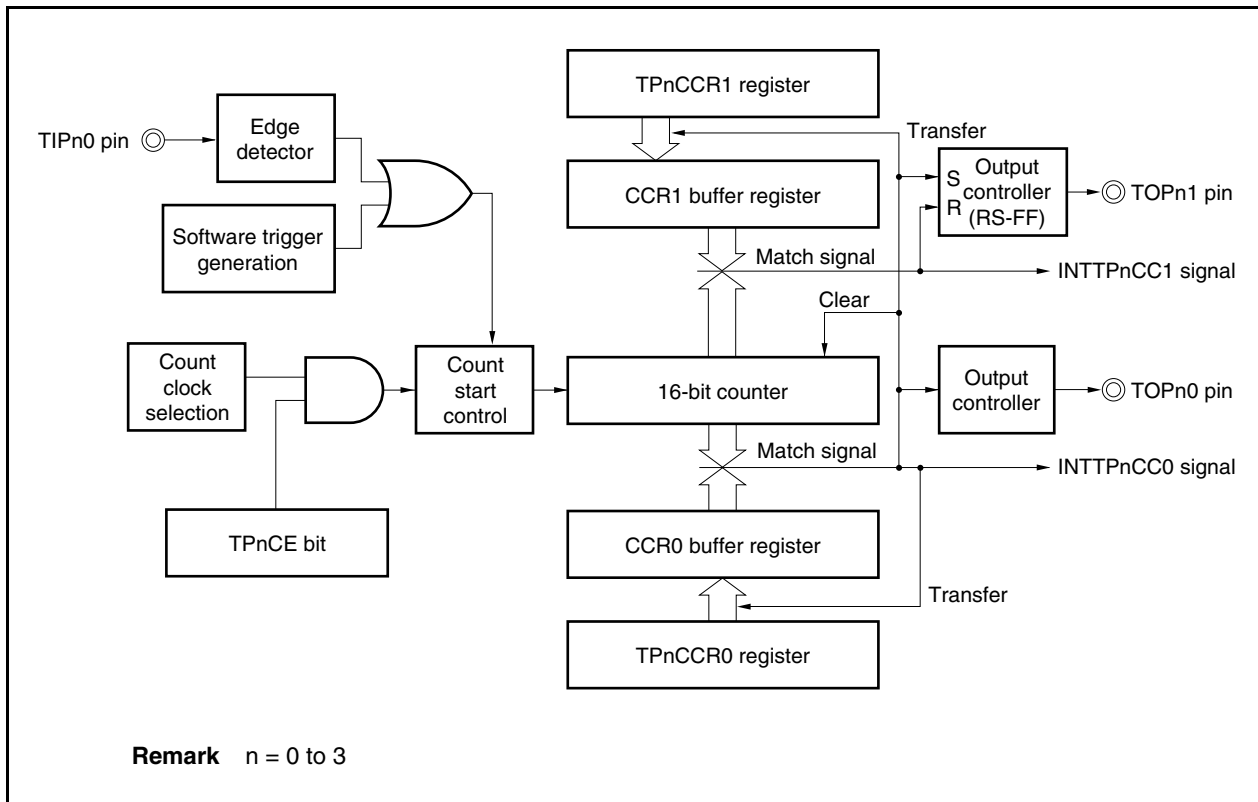 TPnCCR1 register
TIPn0 pin
Edge
detector
Transfer
CCR1 buffer register
S
R
Output
controller
(RS-FF)
TOPn1 pin
Software trigger
generation
Match signal
INTTPnCC1 signal
Clear
Count
clock
selection
Count
start
control
16-bit counter
Output
controller
TOPn0 pin
Match signal
INTTPnCC0 signal
TPnCE bit
CCR0 buffer register
Transfer
TPnCCR0 register
Remark n = 0 to 3